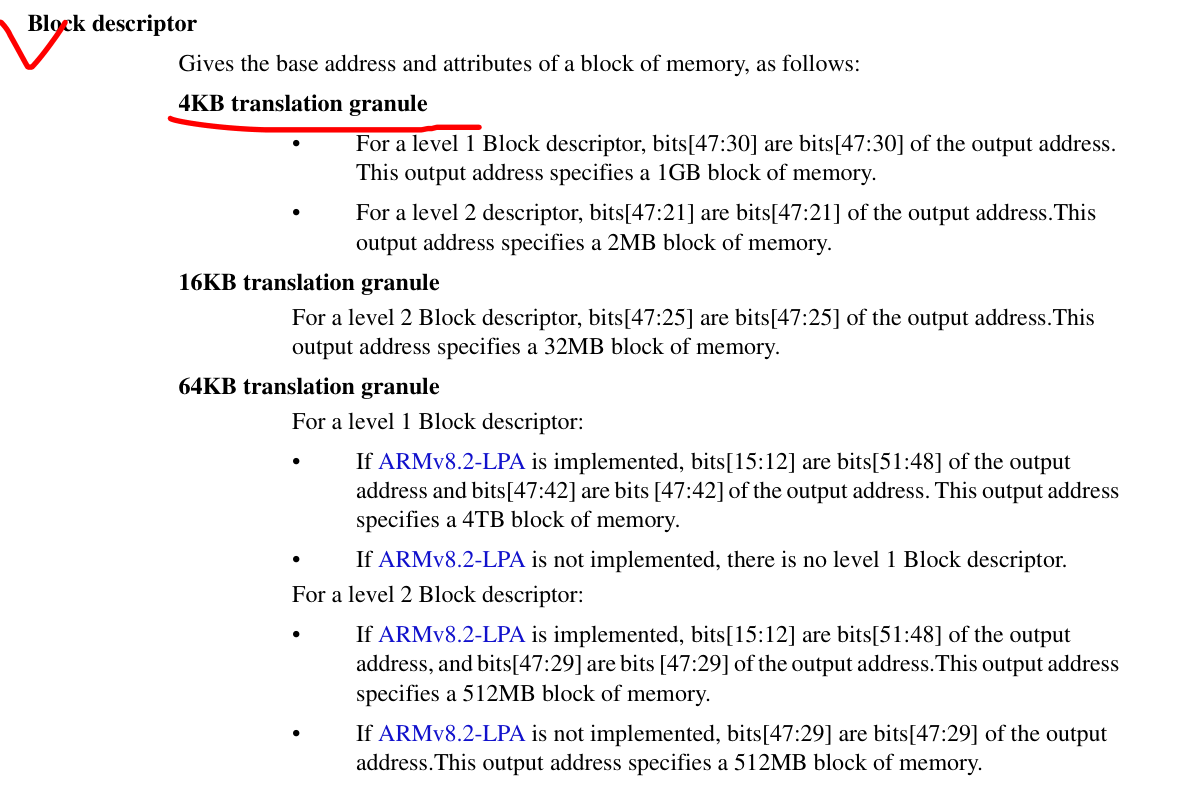 Block descriptor
Gives the base address and attributes of a block of memory, as follows:
4KB translation granule
• For a level 1 Block descriptor, bits[47:30] are bits[47:30] of the output address.
This output address specifies a 1GB block of memory.
• For a level 2 descriptor, bits[47:21] are bits[47:21] of the output address.This
output address specifies a 2MB block of memory.
16KB translation granule
For a level 2 Block descriptor, bits[47:25] are bits[47:25] of the output address.This
output address specifies a 32MB block of memory.
64KB translation granule
For a level 1 Block descriptor:
• If ARMv8.2-LPA is implemented, bits[15:12] are bits[51:48] of the output
address and bits[47:42] are bits [47:42] of the output address. This output address
specifies a 4TB block of memory.
• If ARMv8.2-LPA is not implemented, there is no level 1 Block descriptor.
For a level 2 Block descriptor:
• If ARMv8.2-LPA is implemented, bits[15:12] are bits[51:48] of the output
address, and bits[47:29] are bits [47:29] of the output address.This output address
specifies a 512MB block of memory.
• If ARMv8.2-LPA is not implemented, bits[47:29] are bits[47:29] of the output
address.This output address specifies a 512MB block of memory.